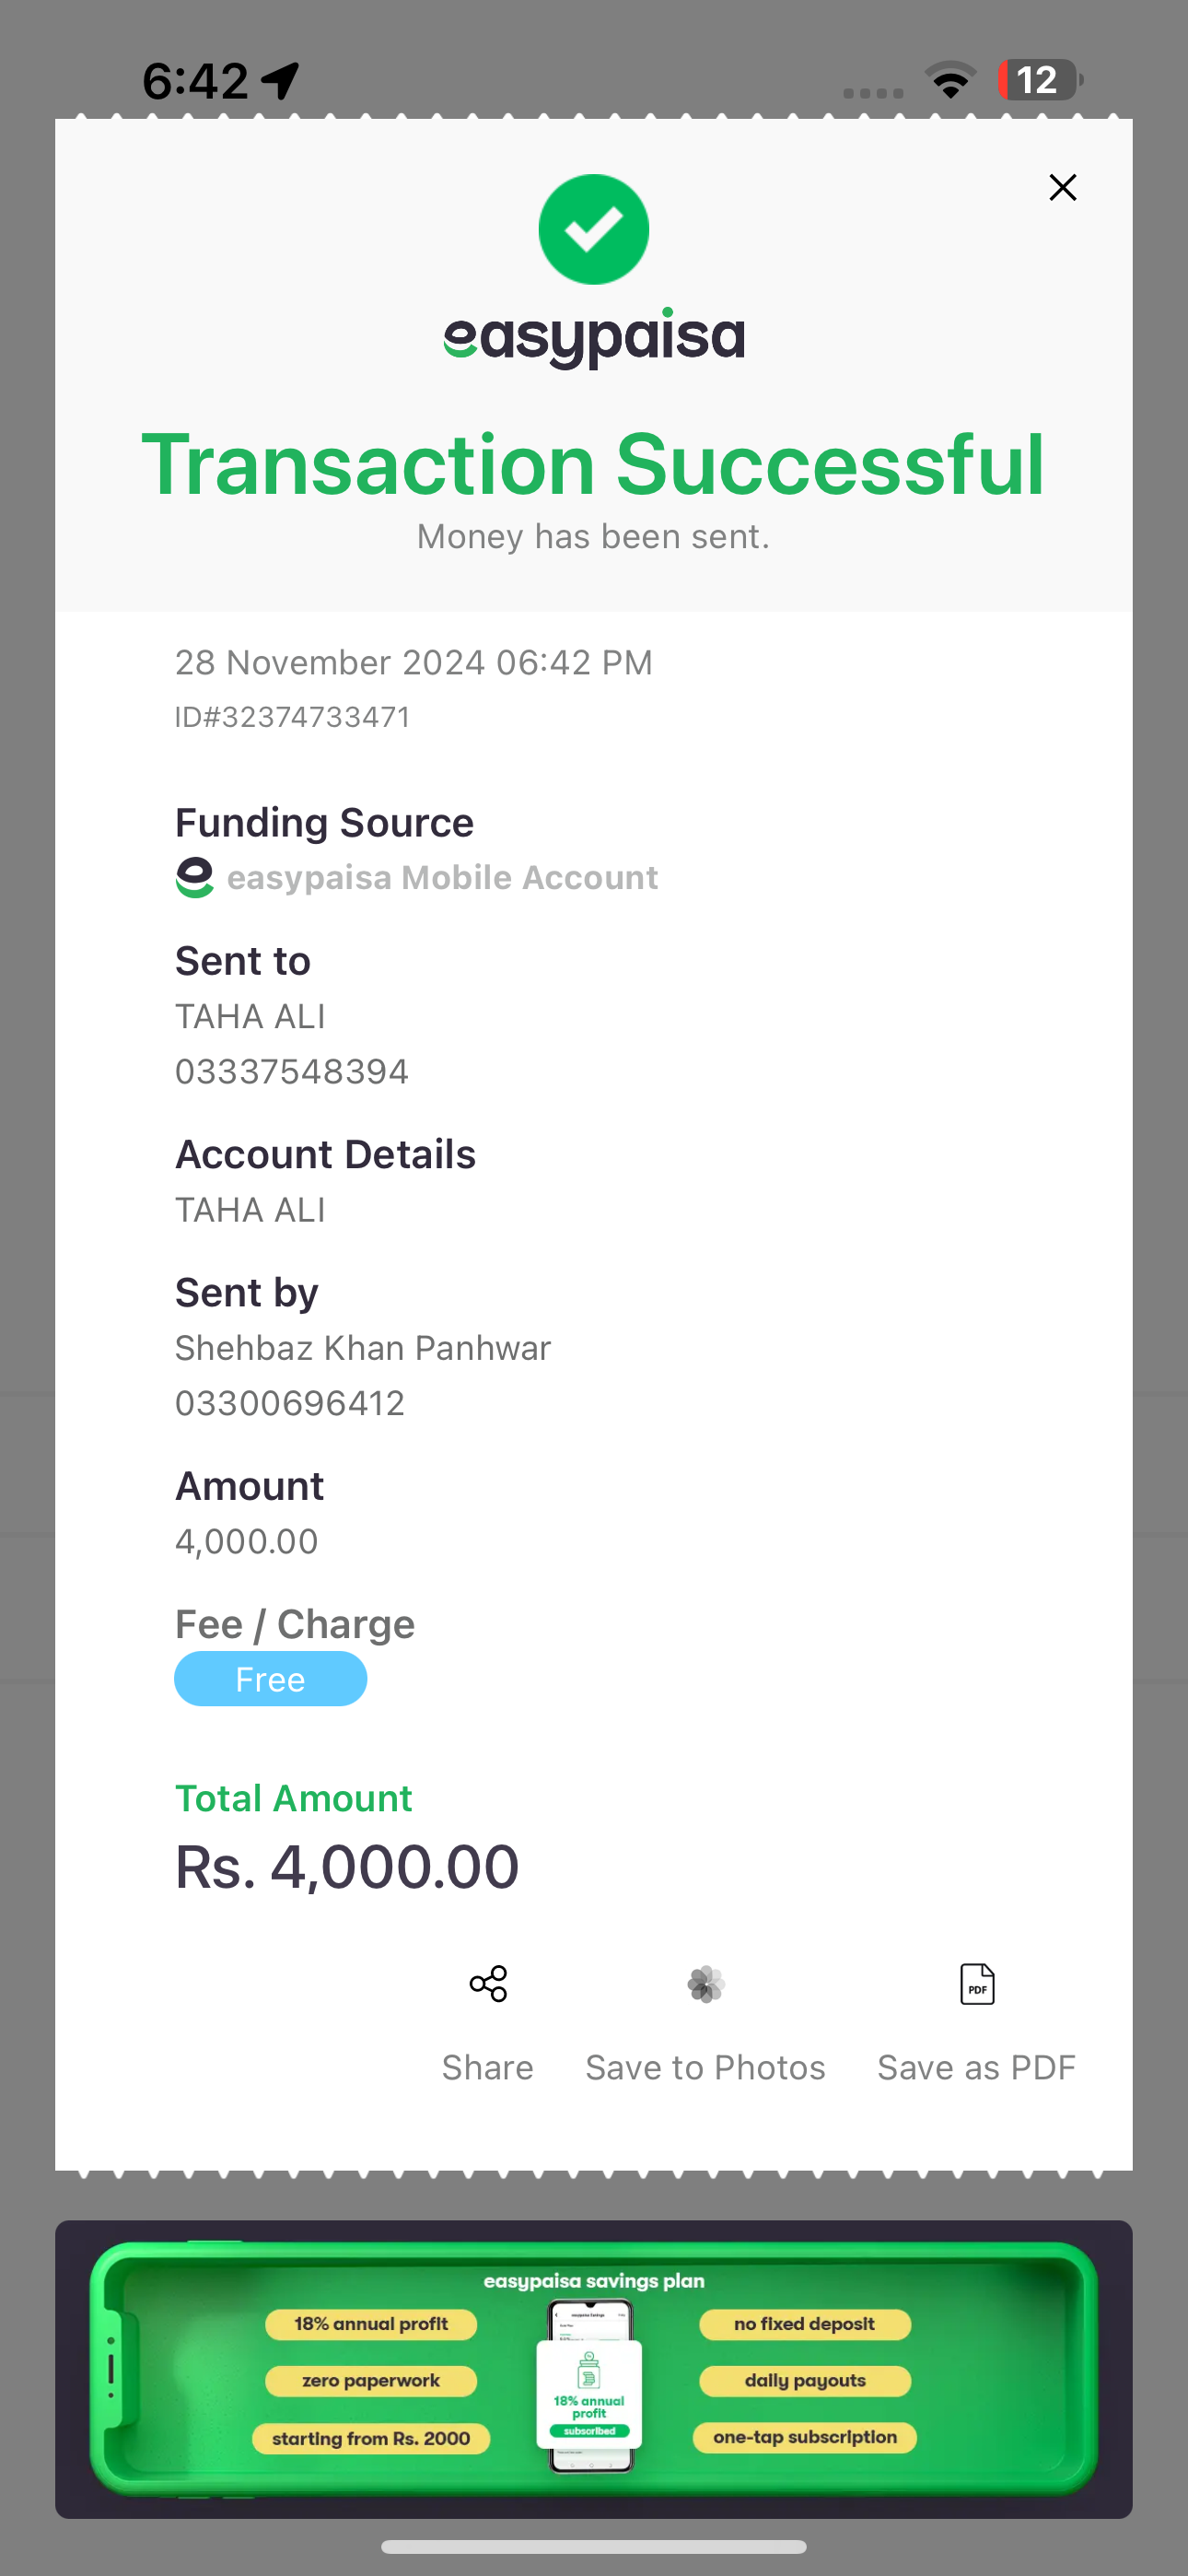 6:42
12
easypaisa
Transaction Successful
Money has been sent.
28 November 2024 06:42 PM
ID#32374733471
Funding Source
easypaisa Mobile Account
Sent to
TAHA ALI
03337548394
Account Details
TAHA ALI
Sent by
Shehbaz Khan Panhwar
03300696412
Amount
4,000.00
Fee / Charge
Free
Total Amount
Rs. 4,000.00
PDF
Share
Save to Photos
Save as PDF
easypaisa savings plan
18% annual profit
no fixed deposit
zero paperwork
daily payouts
starting from Rs. 2000
one-tap subscription
18% annual
profit
subscribed